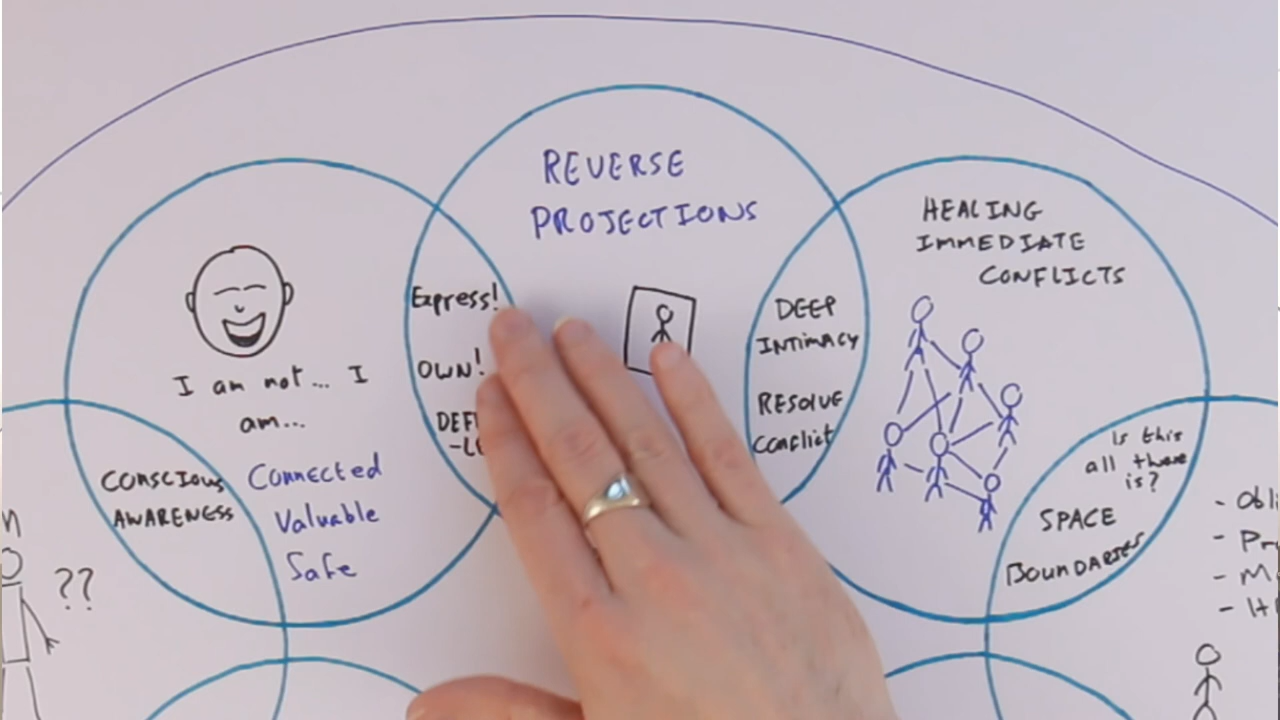 REVERSE
PROJECTIONS
HEALING
IMMEDIATE
CONFLICTS
Express!
OWN!
DEEP
INTIMACY
RESOLVE
Conflict
I am not... I
am...
Connected
Valuable
Safe
CONSCIOUS
AWARENESS
??
Is this
all there
is?
SPACE
BOUNDARIES